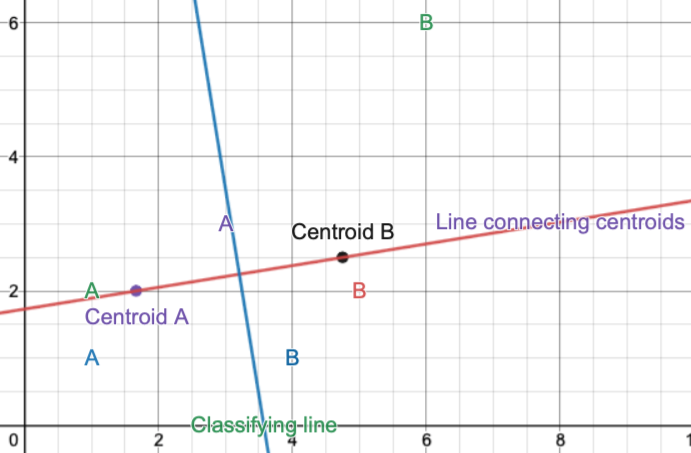 6
B
4
A
Line connecting centroids
Centroid B
2
A
B
Centroid A
A
B
Classifying line
0
2
4
6
8
1